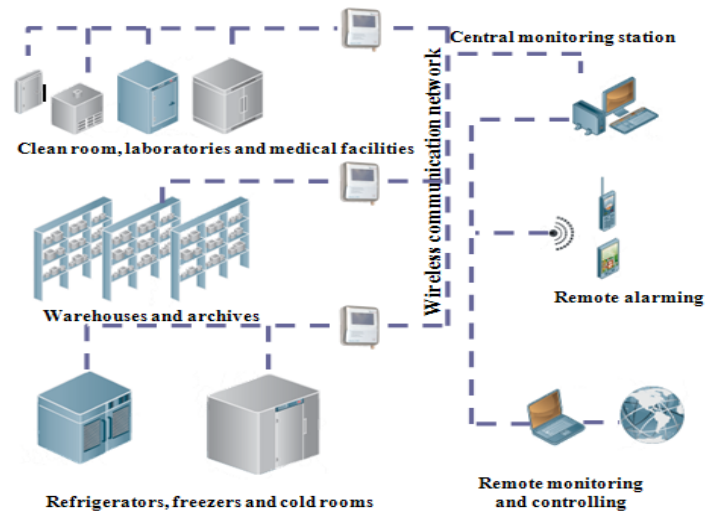 Central monitoring station
Clean room, laboratories and medical facilities
Wireless communication network
Warehouses and archives
Remote alarming
Refrigerators, freezers and cold rooms
Remote monitoring
and controlling